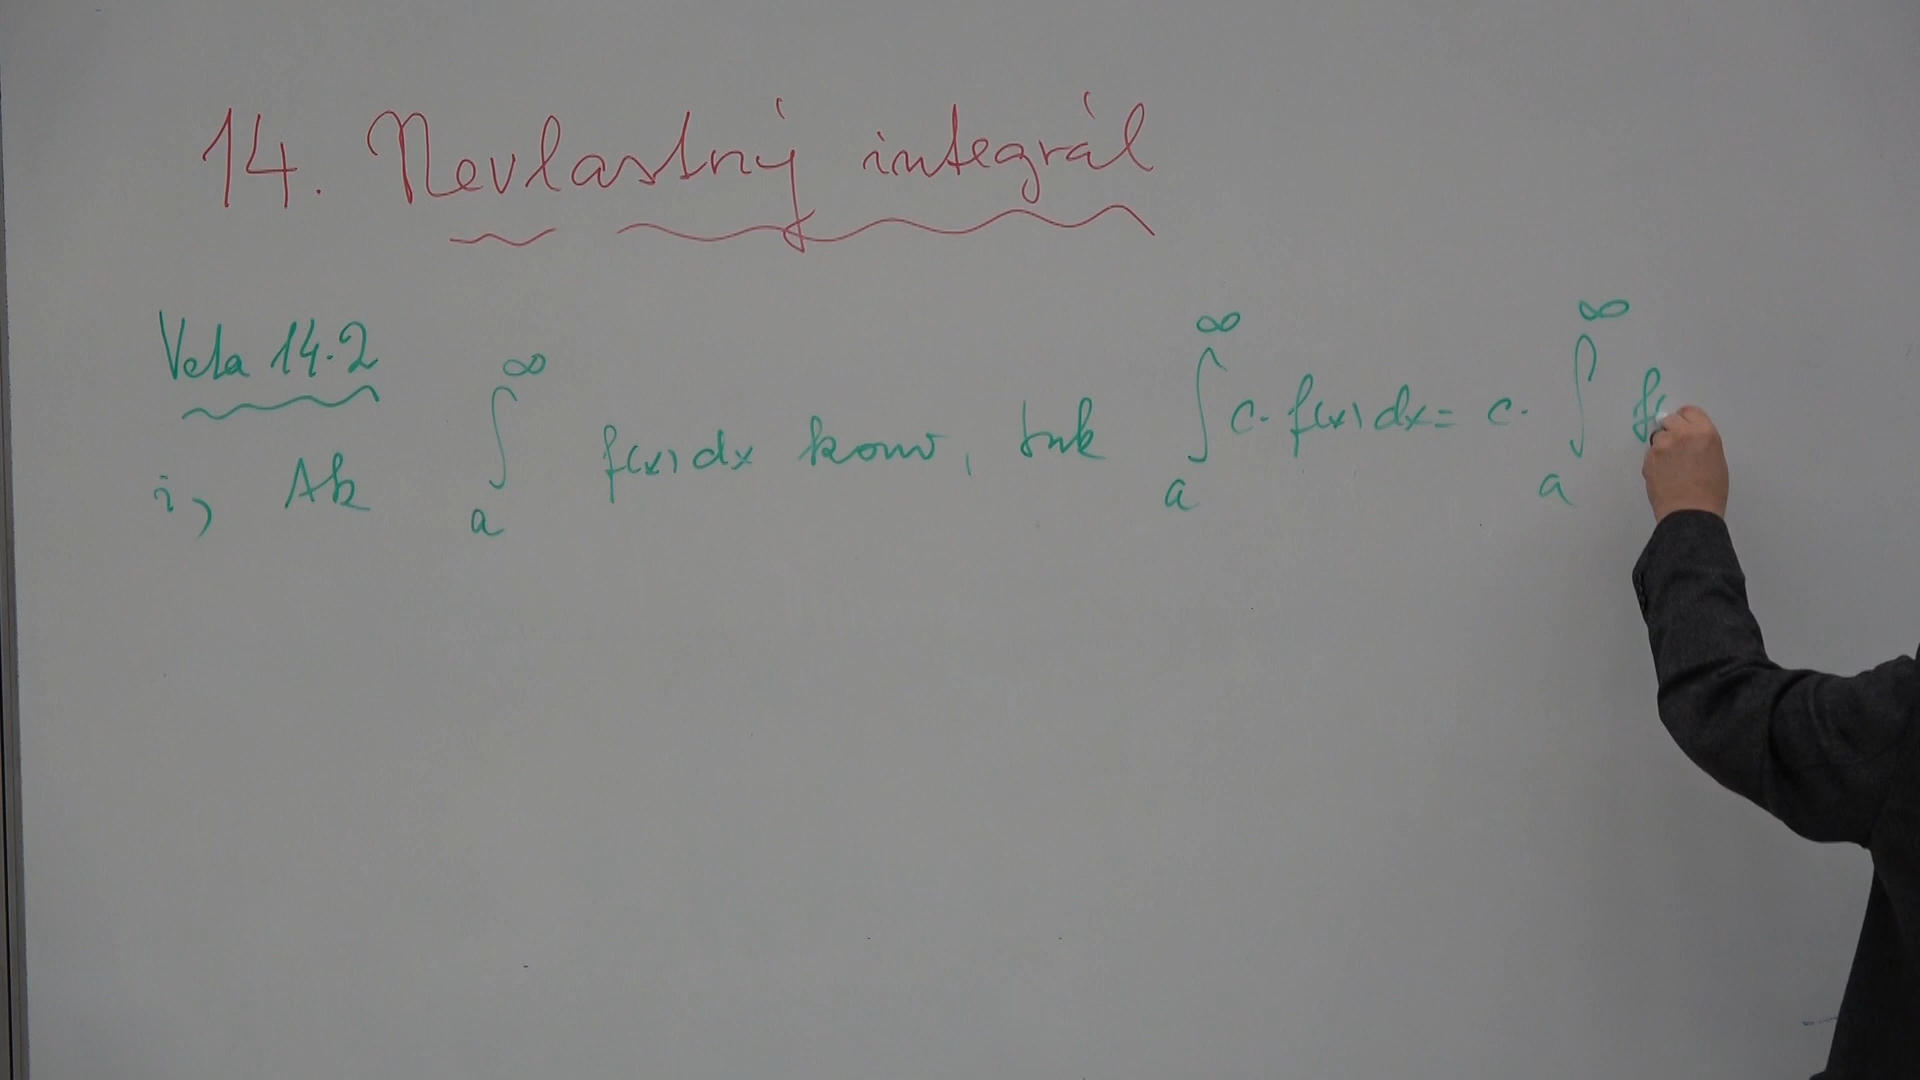 14. Nevlastný integrál
Veta 14.2
i) Ak ∫ₐ^∞ f(x) dx konv, tak ∫ₐ^∞ c. f(x) dx = c. ∫ₐ^∞ f(